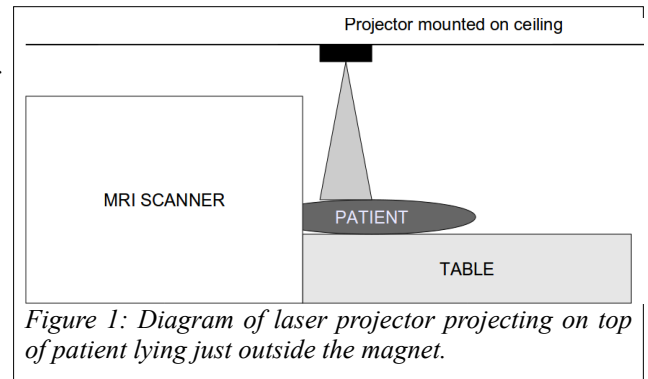 Projector mounted on ceiling
MRI SCANNER
PATIENT
TABLE
Figure 1: Diagram of laser projector projecting on top
of patient lying just outside the magnet.